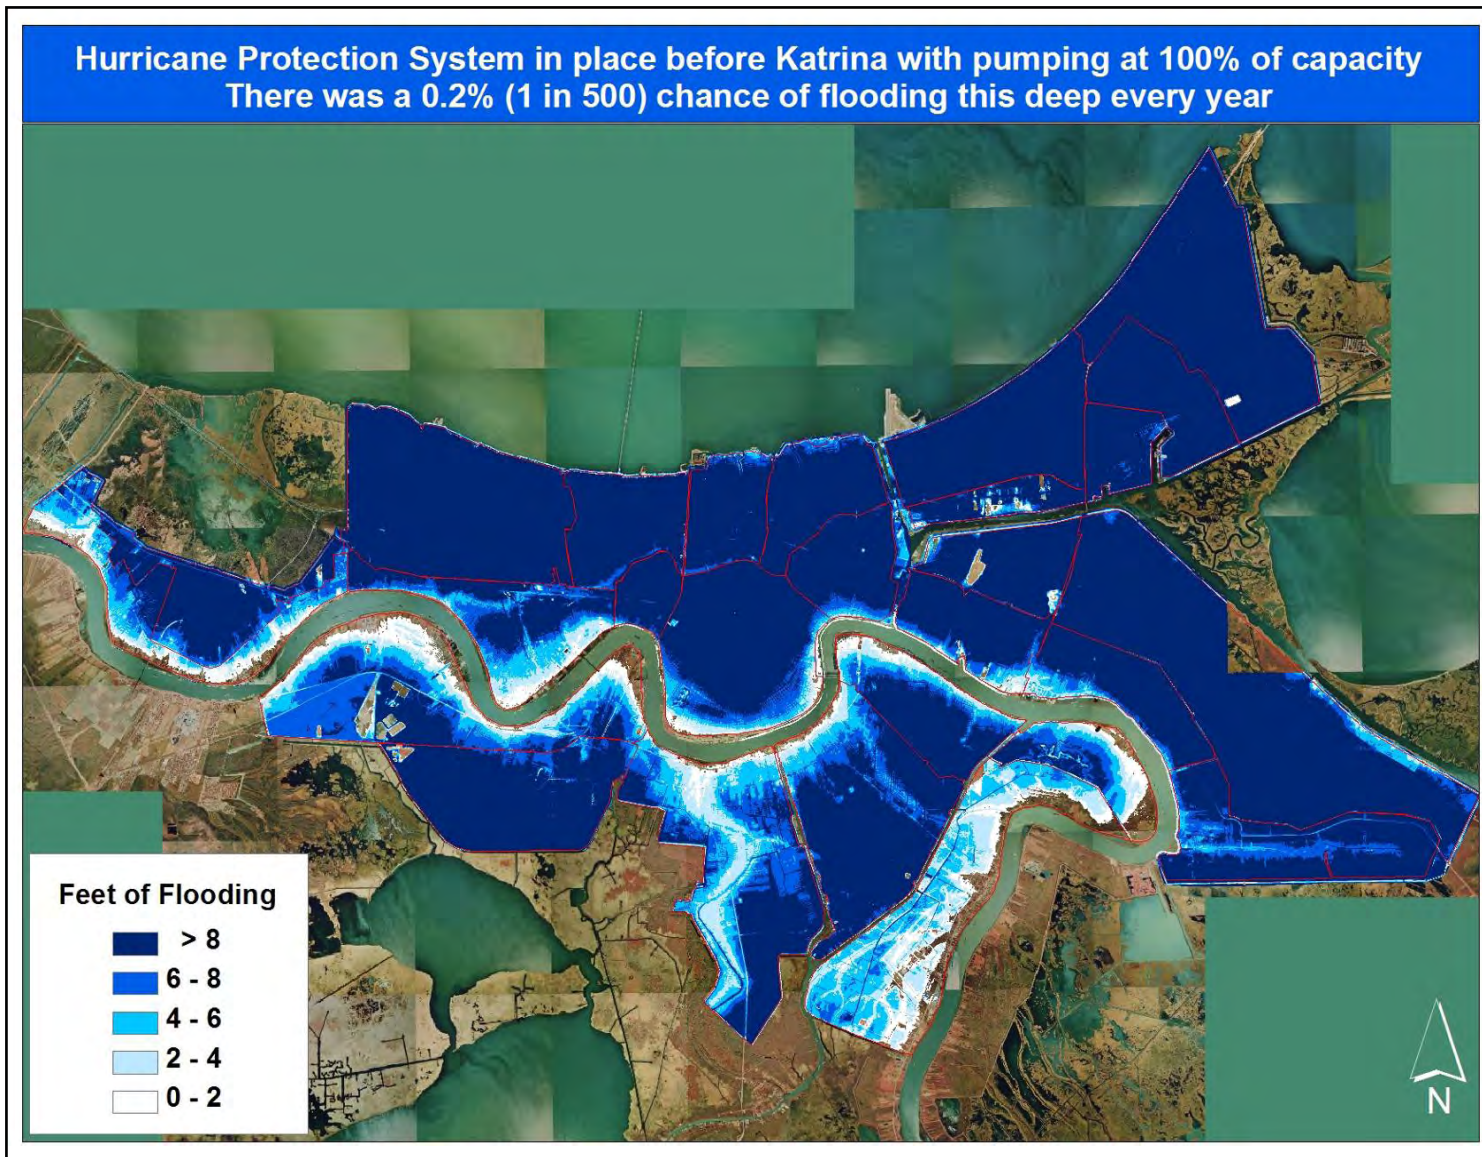 Hurricane Protection System in place before Katrina with pumping at 100% of capacity
There was a 0.2% (1 in 500) chance of flooding this deep every year
Feet of Flooding
> 8
6 - 8
4 - 6
2 - 4
0 - 2
N